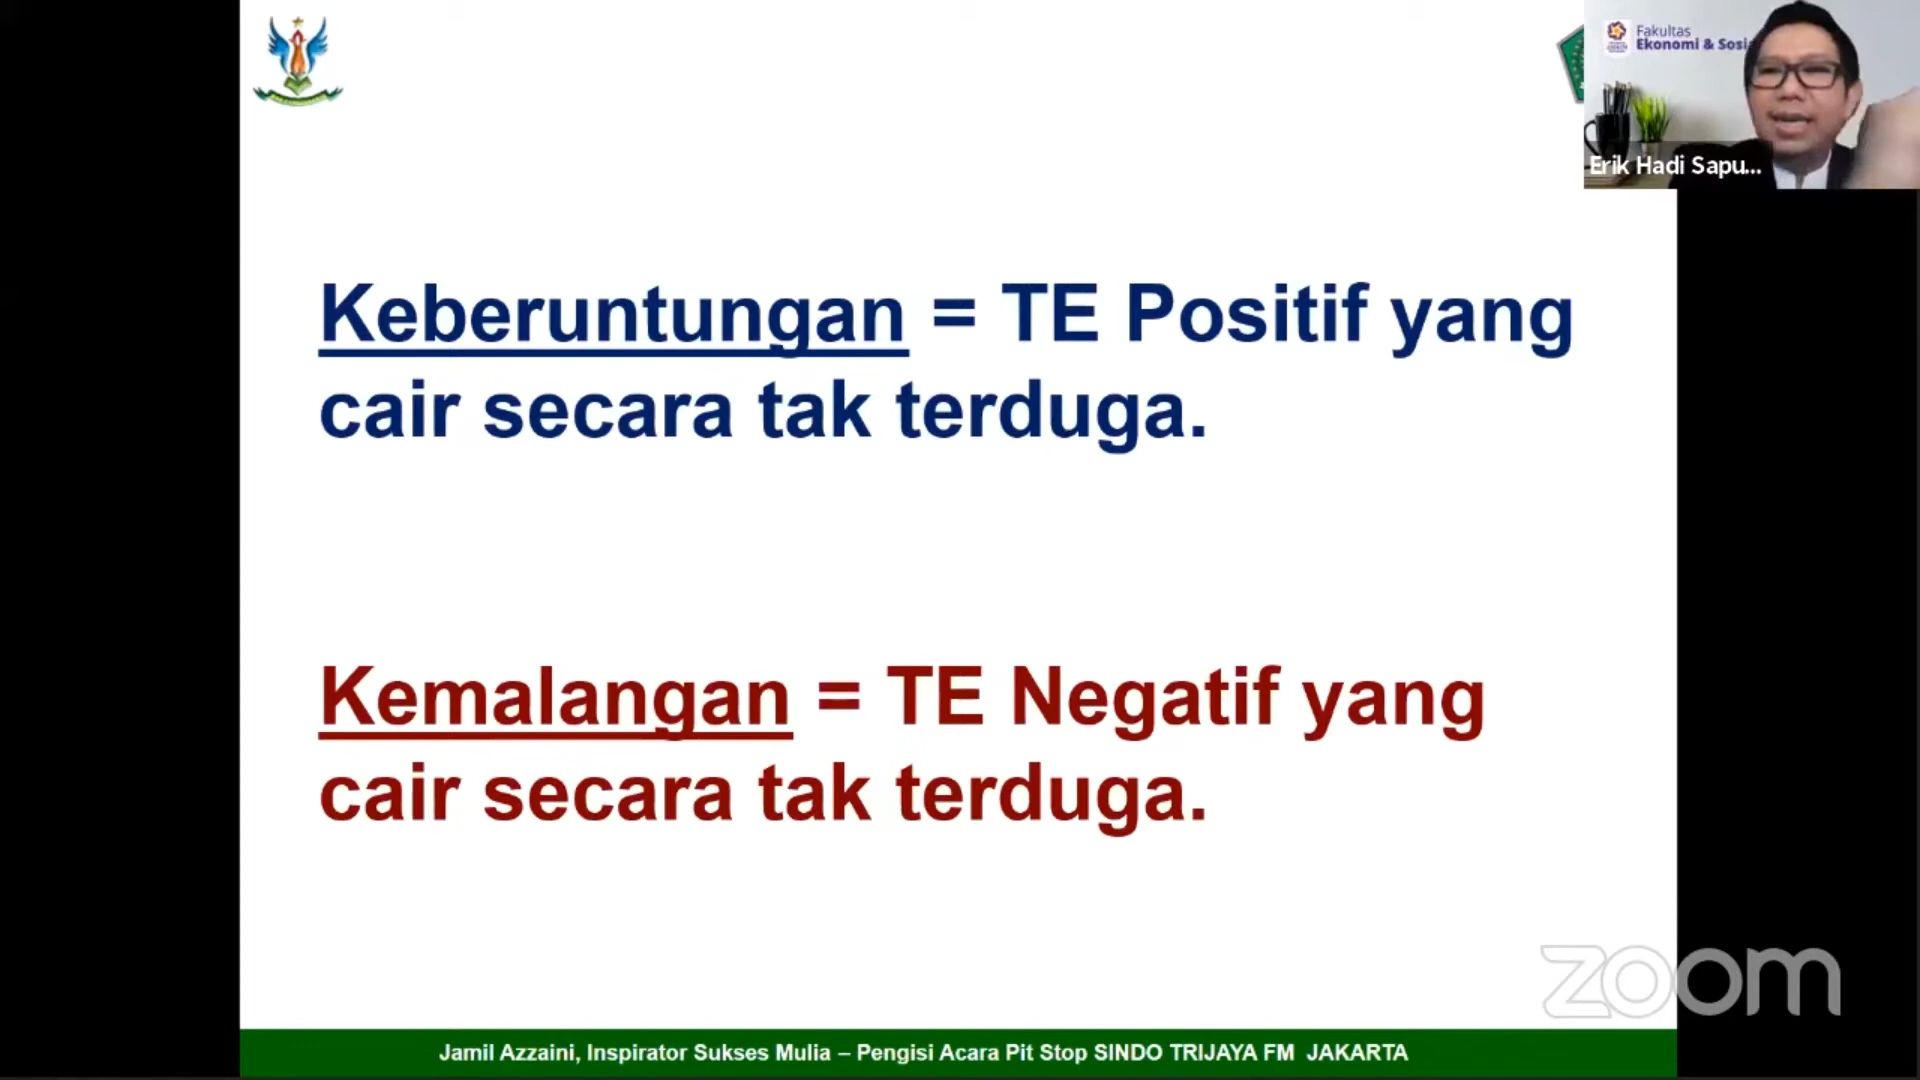 Fakultas
Ekonomi & Sosi
Erik Hadi Sapu...
Keberuntungan = TE Positif yang
cair secara tak terduga.
Kemalangan = TE Negatif yang
cair secara tak terduga.
zoom
Jamil Azzaini, Inspirator Sukses Mulia – Pengisi Acara Pit Stop SINDO TRIJAYA FM JAKARTA